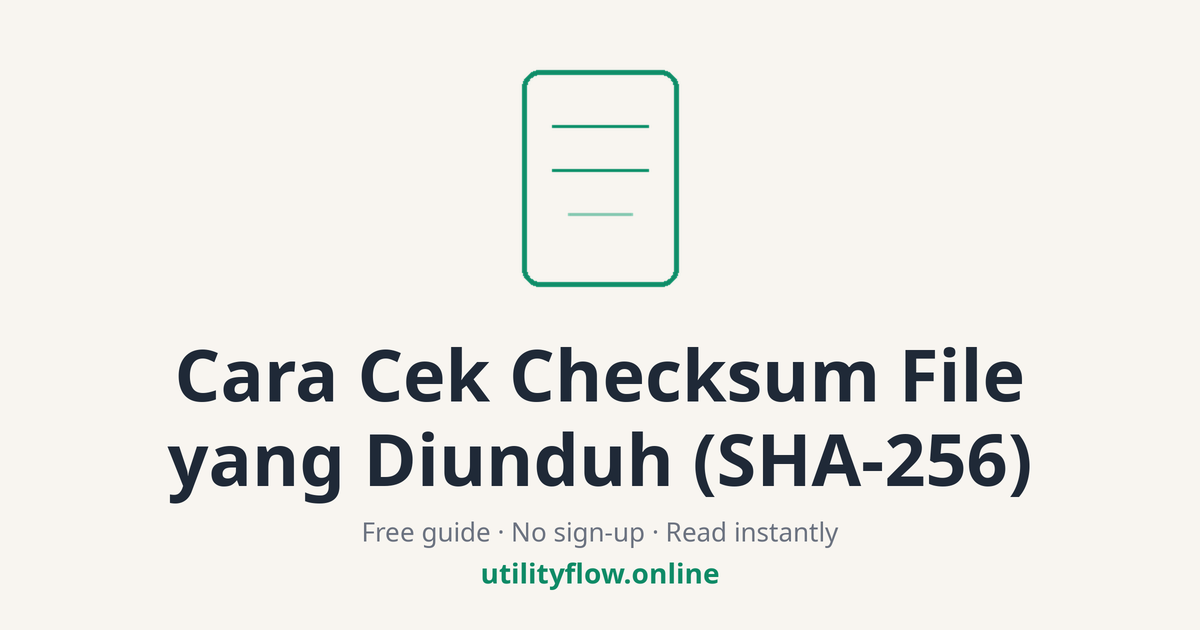 Cara Cek Checksum File
yang Diunduh (SHA-256)
Free guide · No sign-up · Read instantly
utilityflow.online